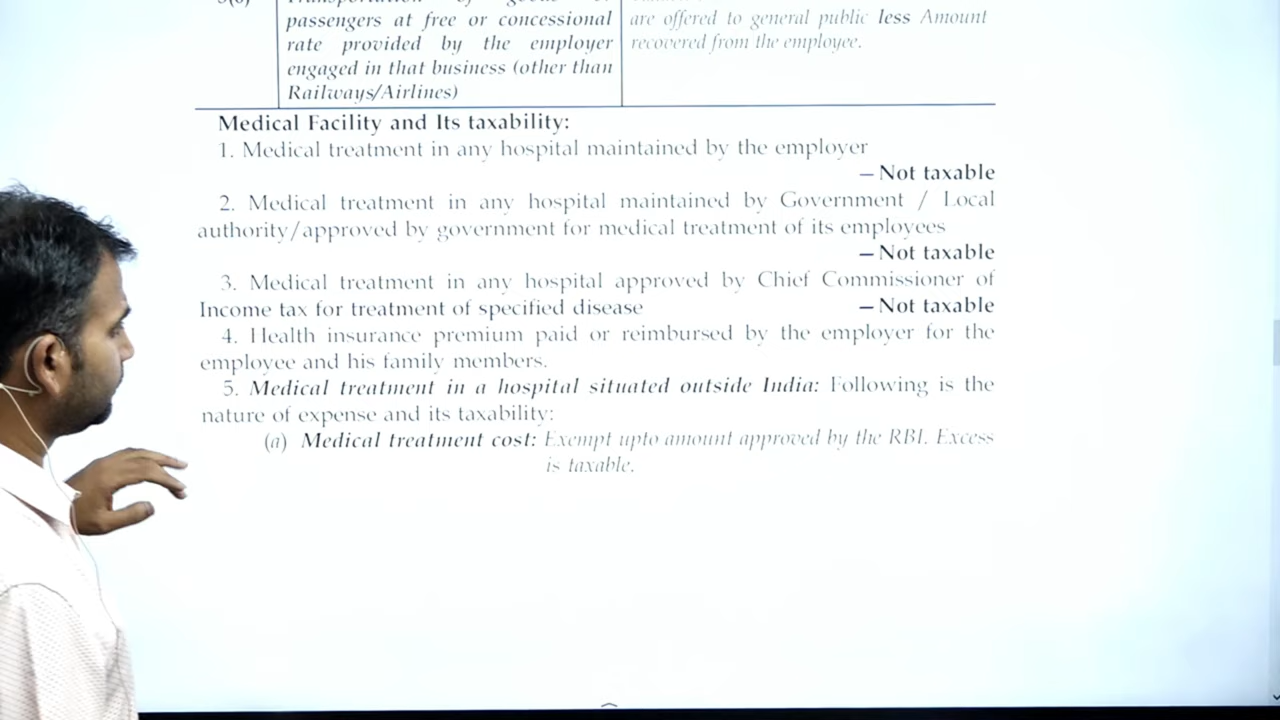 passengers at free or concessional
rate provided by the employer
engaged in that business (other than
Railways/Airlines)
are offered to general public less Amount
recovered from the employee.
Medical Facility and Its taxability:
1. Medical treatment in any hospital maintained by the employer
– Not taxable
2. Medical treatment in any hospital maintained by Government / Local
authority/approved by government for medical treatment of its employees
– Not taxable
3. Medical treatment in any hospital approved by Chief Commissioner of
Income tax for treatment of specified disease – Not taxable
4. Health insurance premium paid or reimbursed by the employer for the
employee and his family members.
5. Medical treatment in a hospital situated outside India: Following is the
nature of expense and its taxability:
(a) Medical treatment cost: Exempt upto amount approved by the RBI. Excess
is taxable.